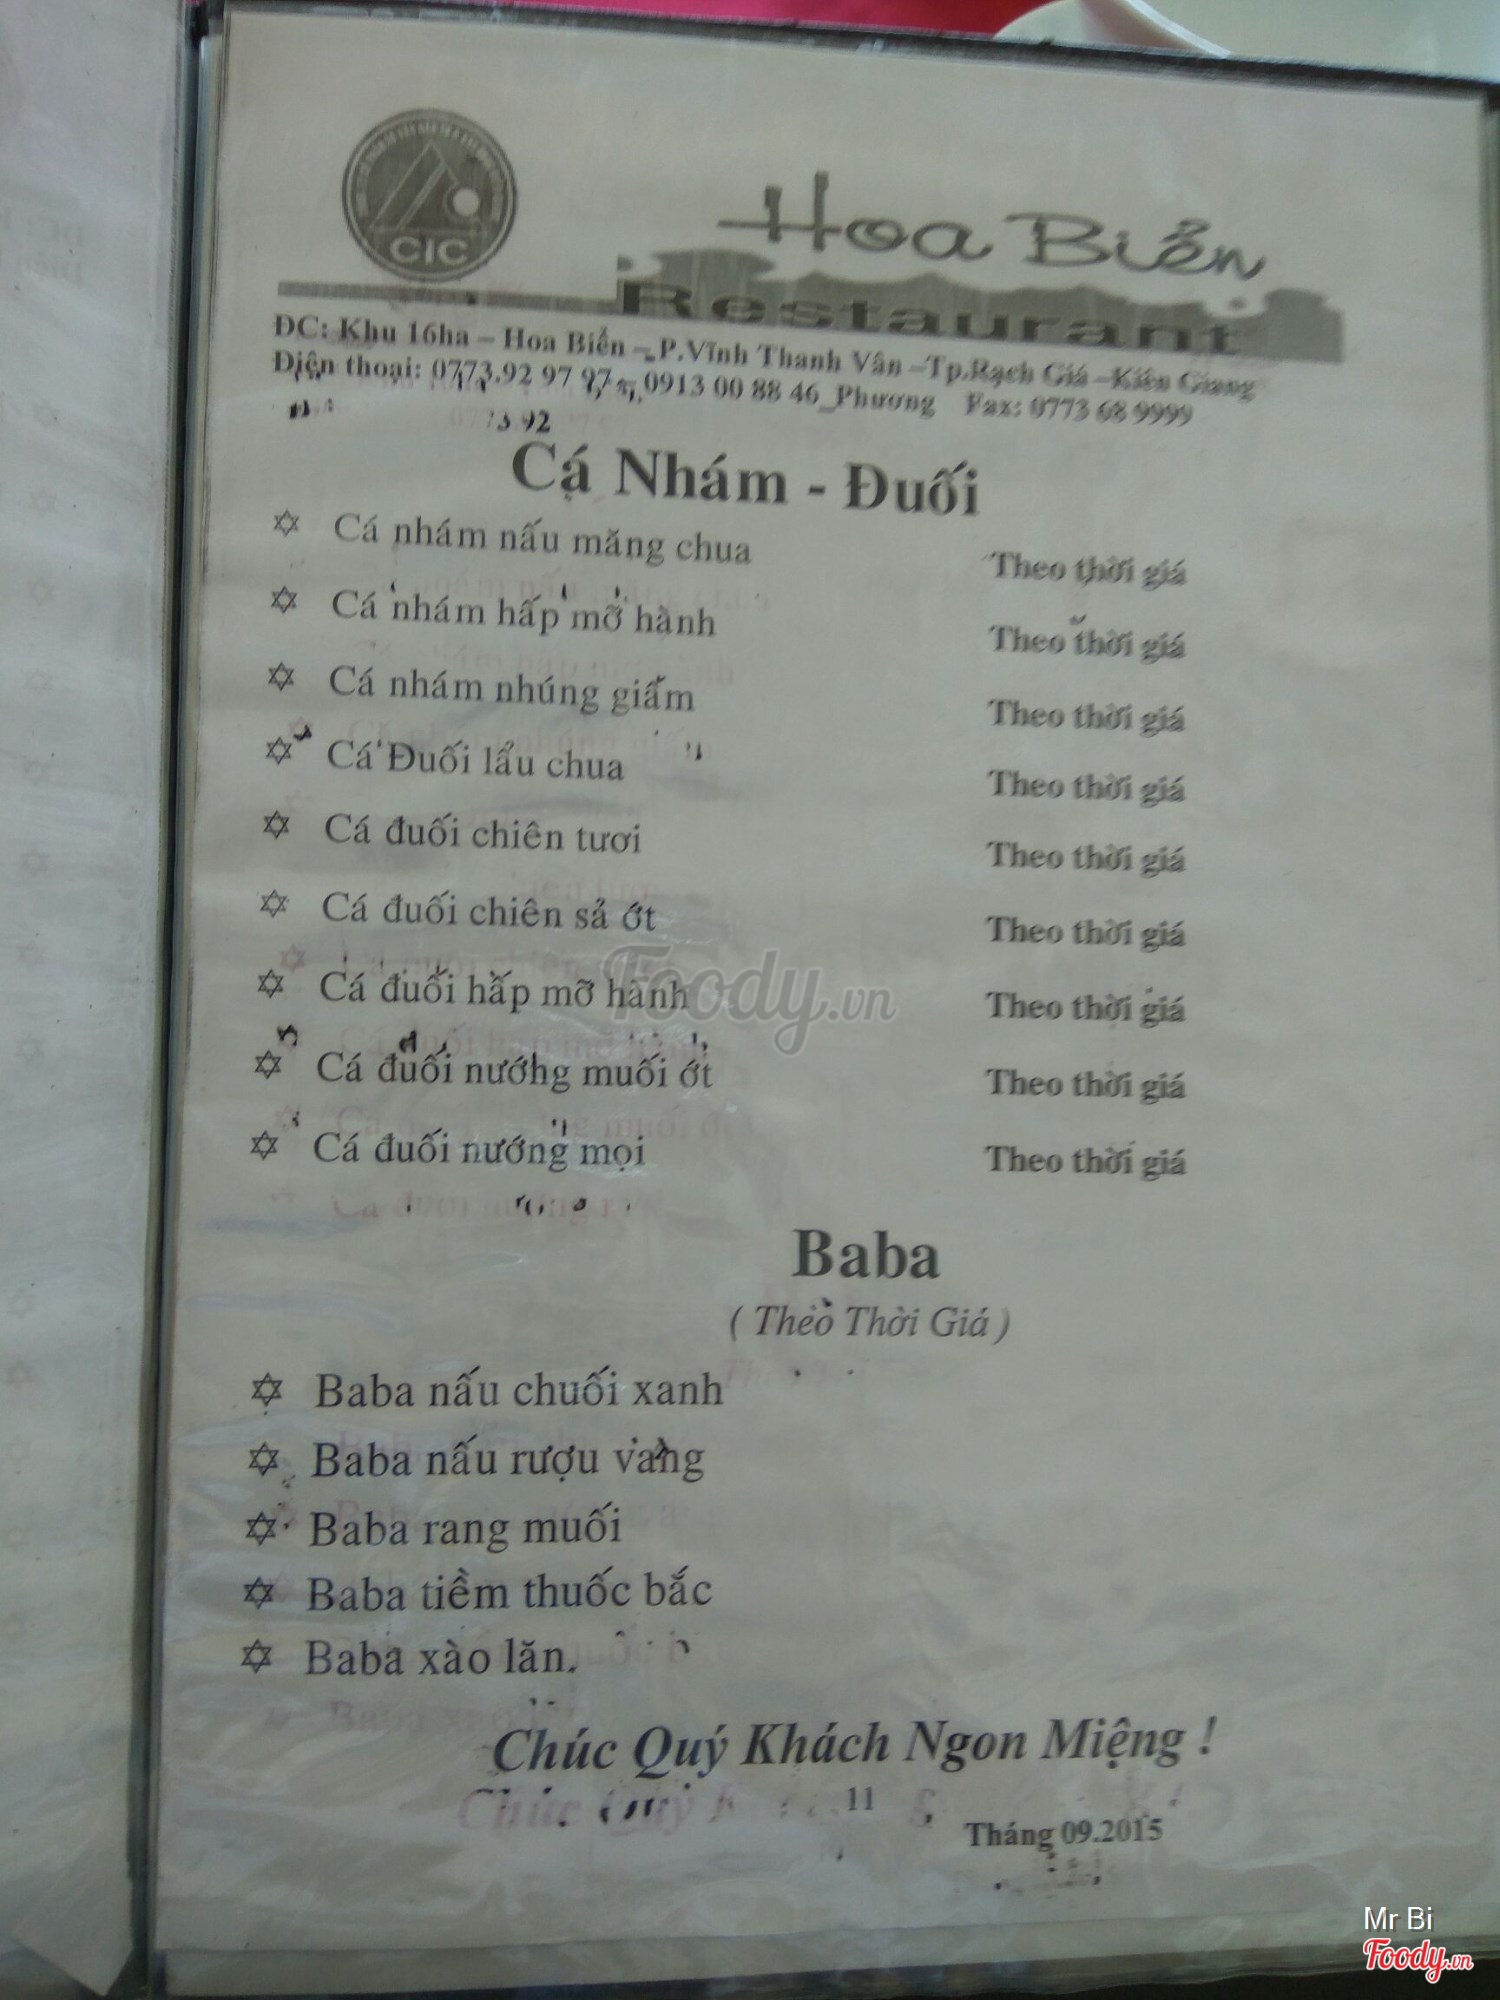 CIC
Hoa Biển
Restaurant
ĐC: Khu 16ha – Hoa Biển – P.Vĩnh Thanh Vân –Tp.Rạch Giá –Kiên Giang
Điện thoại: 0773.92 97 97 – 0913 00 88 46_Phương Fax: 0773 68 9999
Cá Nhám - Đuối
✡ Cá nhám nấu măng chua Theo thời giá
✡ Cá nhám hấp mỡ hành Theo thời giá
✡ Cá nhám nhúng giấm Theo thời giá
✡ Cá Đuối lẩu chua Theo thời giá
✡ Cá đuối chiên tươi Theo thời giá
✡ Cá đuối chiên sả ớt Theo thời giá
✡ Cá đuối hấp mỡ hành Theo thời giá
✡ Cá đuối nướng muối ớt Theo thời giá
✡ Cá đuối nướng mọi Theo thời giá
Foody.vn
Baba
( Theo Thời Giá )
✡ Baba nấu chuối xanh
✡ Baba nấu rượu vang
✡ Baba rang muối
✡ Baba tiềm thuốc bắc
✡ Baba xào lăn.
Chúc Quý Khách Ngon Miệng !
11
Tháng 09.2015
Mr Bi
Foody.vn